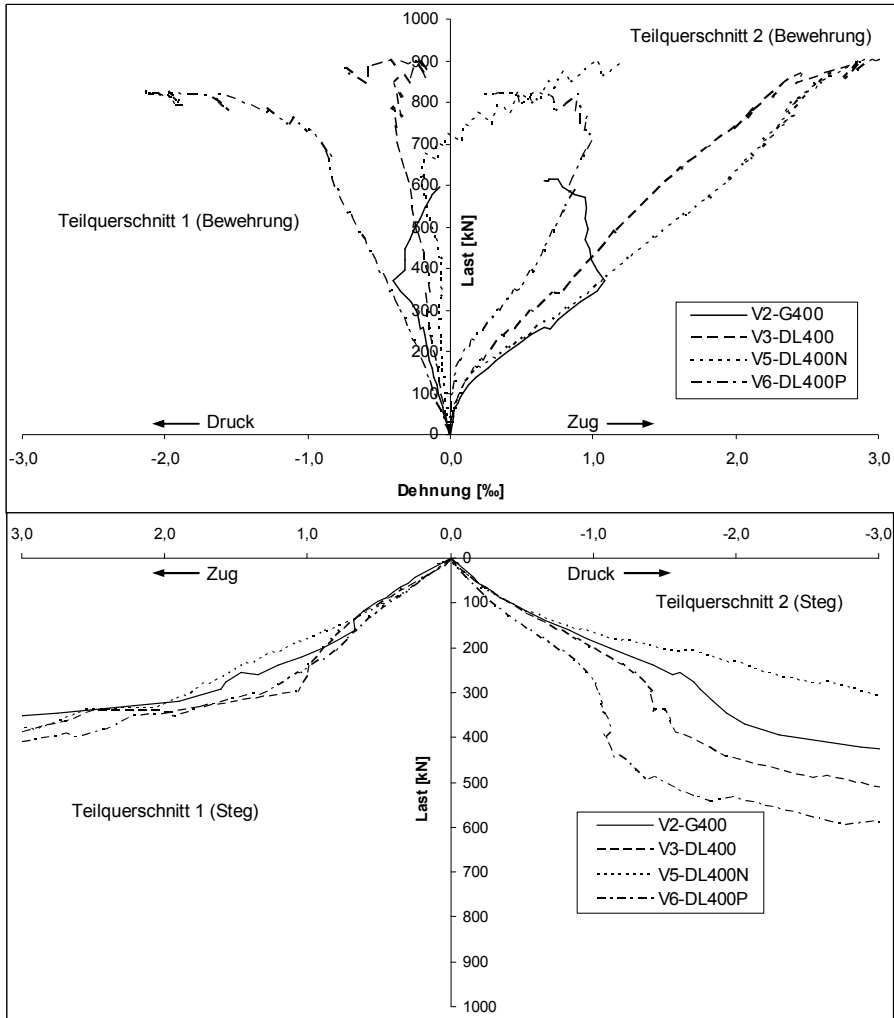 1000
Teilquerschnitt 2 (Bewehrung)
900
800
700
600
Teilquerschnitt 1 (Bewehrung)
500
Last [kN]
400
300
200
100
0
V2-G400
V3-DL400
V5-DL400N
V6-DL400P
Druck
Zug
-3,0 -2,0 -1,0 0,0 1,0 2,0 3,0
Dehnung [‰]
3,0 2,0 1,0 0,0 -1,0 -2,0 -3,0
0
Zug
Druck
Teilquerschnitt 2 (Steg)
100
200
300
400
Teilquerschnitt 1 (Steg)
Last [kN]
500
600
700
800
900
1000
V2-G400
V3-DL400
V5-DL400N
V6-DL400P